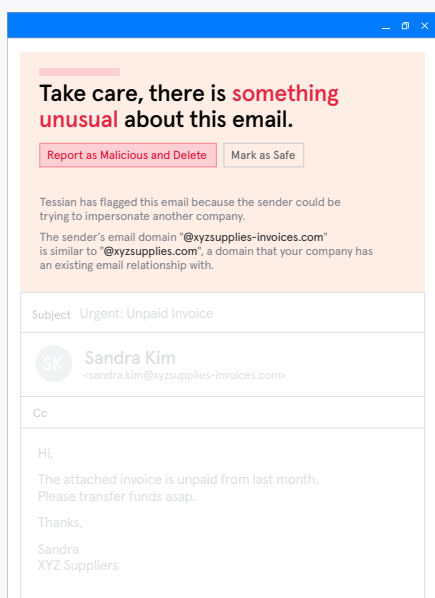 Take care, there is something
unusual about this email.
Report as Malicious and Delete
Mark as Safe
Tessian has flagged this email because the sender could be
trying to impersonate another company.
The sender's email domain "@xyzsupplies-invoices.com"
is similar to "@xyzsupplies.com", a domain that your company has
an existing email relationship with.
Subject Urgent: Unpaid Invoice
SK
Sandra Kim
<sandra.kim@xyzsupplies-invoices.com>
Cc
Hi,
The attached invoice is unpaid from last month.
Please transfer funds asap.
Thanks,
Sandra
XYZ Suppliers